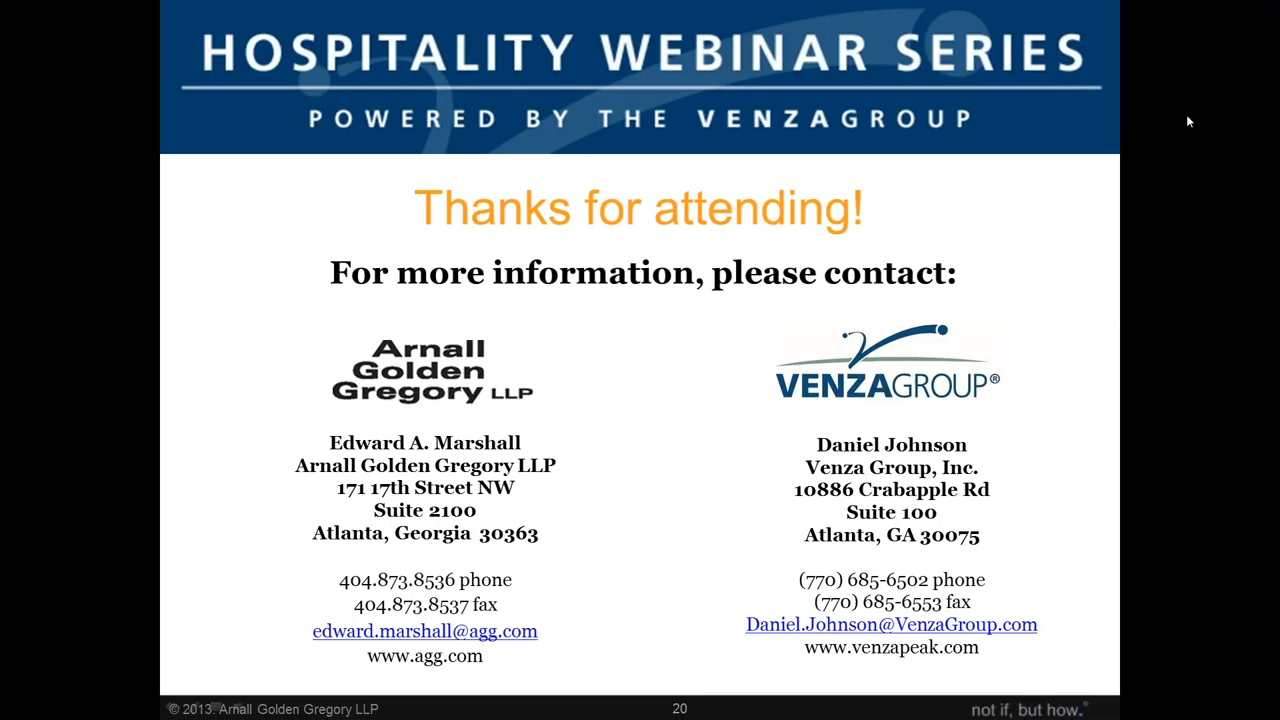 HOSPITALITY WEBINAR SERIES
POWERED BY THE VENZAGROUP
Thanks for attending!
For more information, please contact:
Arnall
Golden
Gregory LLP
Edward A. Marshall
Arnall Golden Gregory LLP
171 17th Street NW
Suite 2100
Atlanta, Georgia 30363
404.873.8536 phone
404.873.8537 fax
edward.marshall@agg.com
www.agg.com
VENZAGROUP®
Daniel Johnson
Venza Group, Inc.
10886 Crabapple Rd
Suite 100
Atlanta, GA 30075
(770) 685-6502 phone
(770) 685-6553 fax
Daniel.Johnson@VenzaGroup.com
www.venzapeak.com
© 2013. Arnall Golden Gregory LLP
20
not if, but how.®